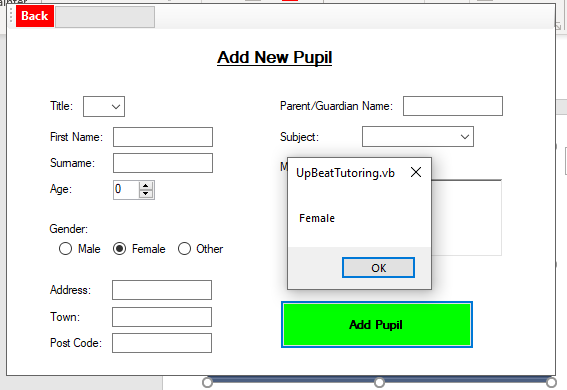 Back
Add New Pupil
Title:
Parent/Guardian Name:
First Name:
Subject:
Surname:
Age:
0
UpBeatTutoring.vb
Female
OK
Gender:
Male
Female
Other
Address:
Town:
Post Code:
Add Pupil